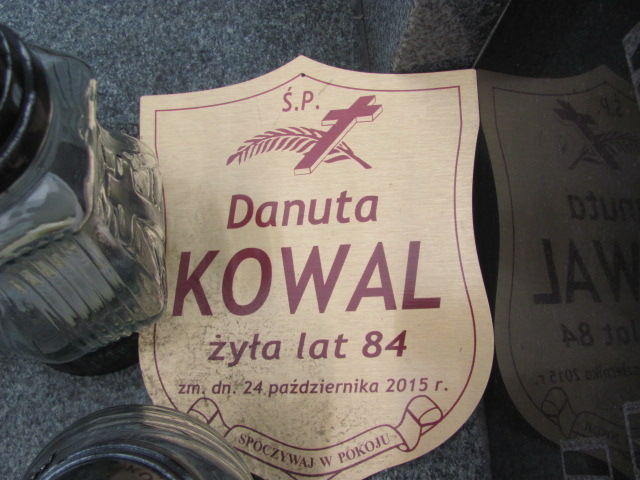 Ś.P.
Danuta
KOWAL
żyła lat 84
zm. dn. 24 października 2015 r.
SPOCZYWAJ W POKOJU